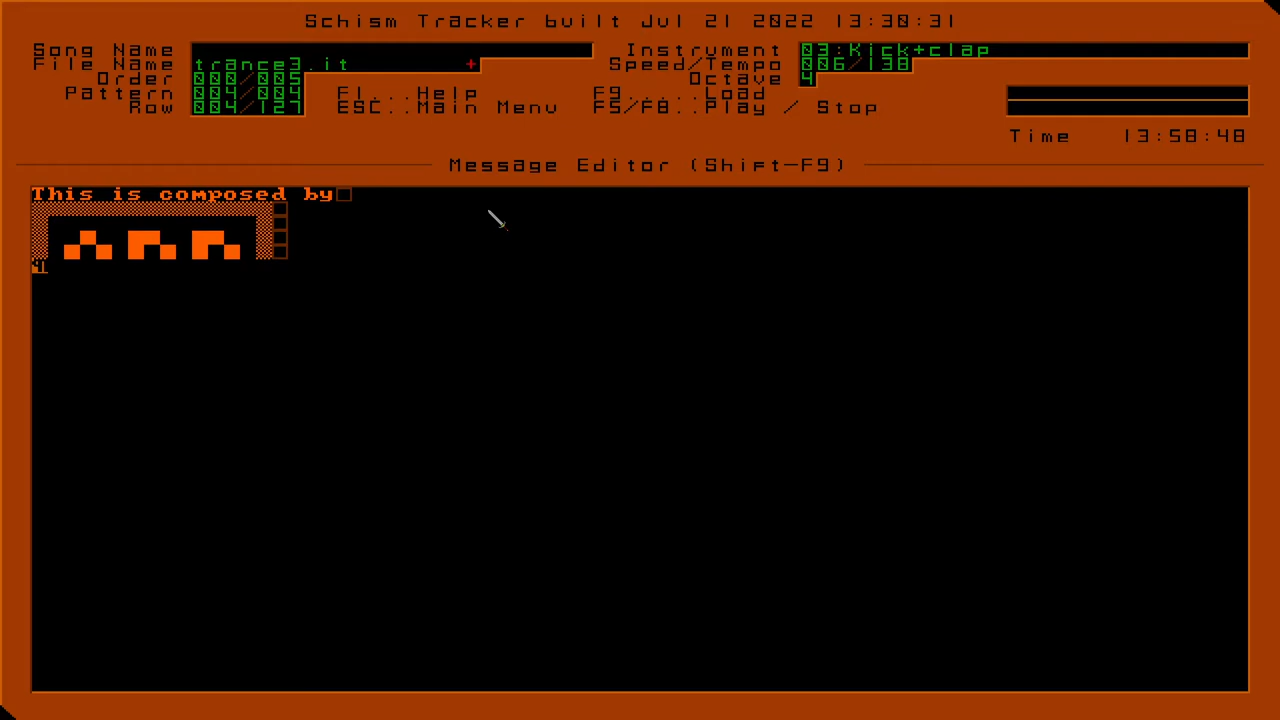 Schism Tracker built Jul 21 2022 13:30:31
Song Name
Instrument 03:Kick+clap
File Name trance3.it +
Speed/Tempo 006/138
Order 000/005
Octave 4
Pattern 004/004
F1...Help
F9.....Load
Row 004/127
ESC..Main Menu
F5/F8..Play / Stop
Time 13:58:48
Message Editor (Shift-F9)
This is composed by